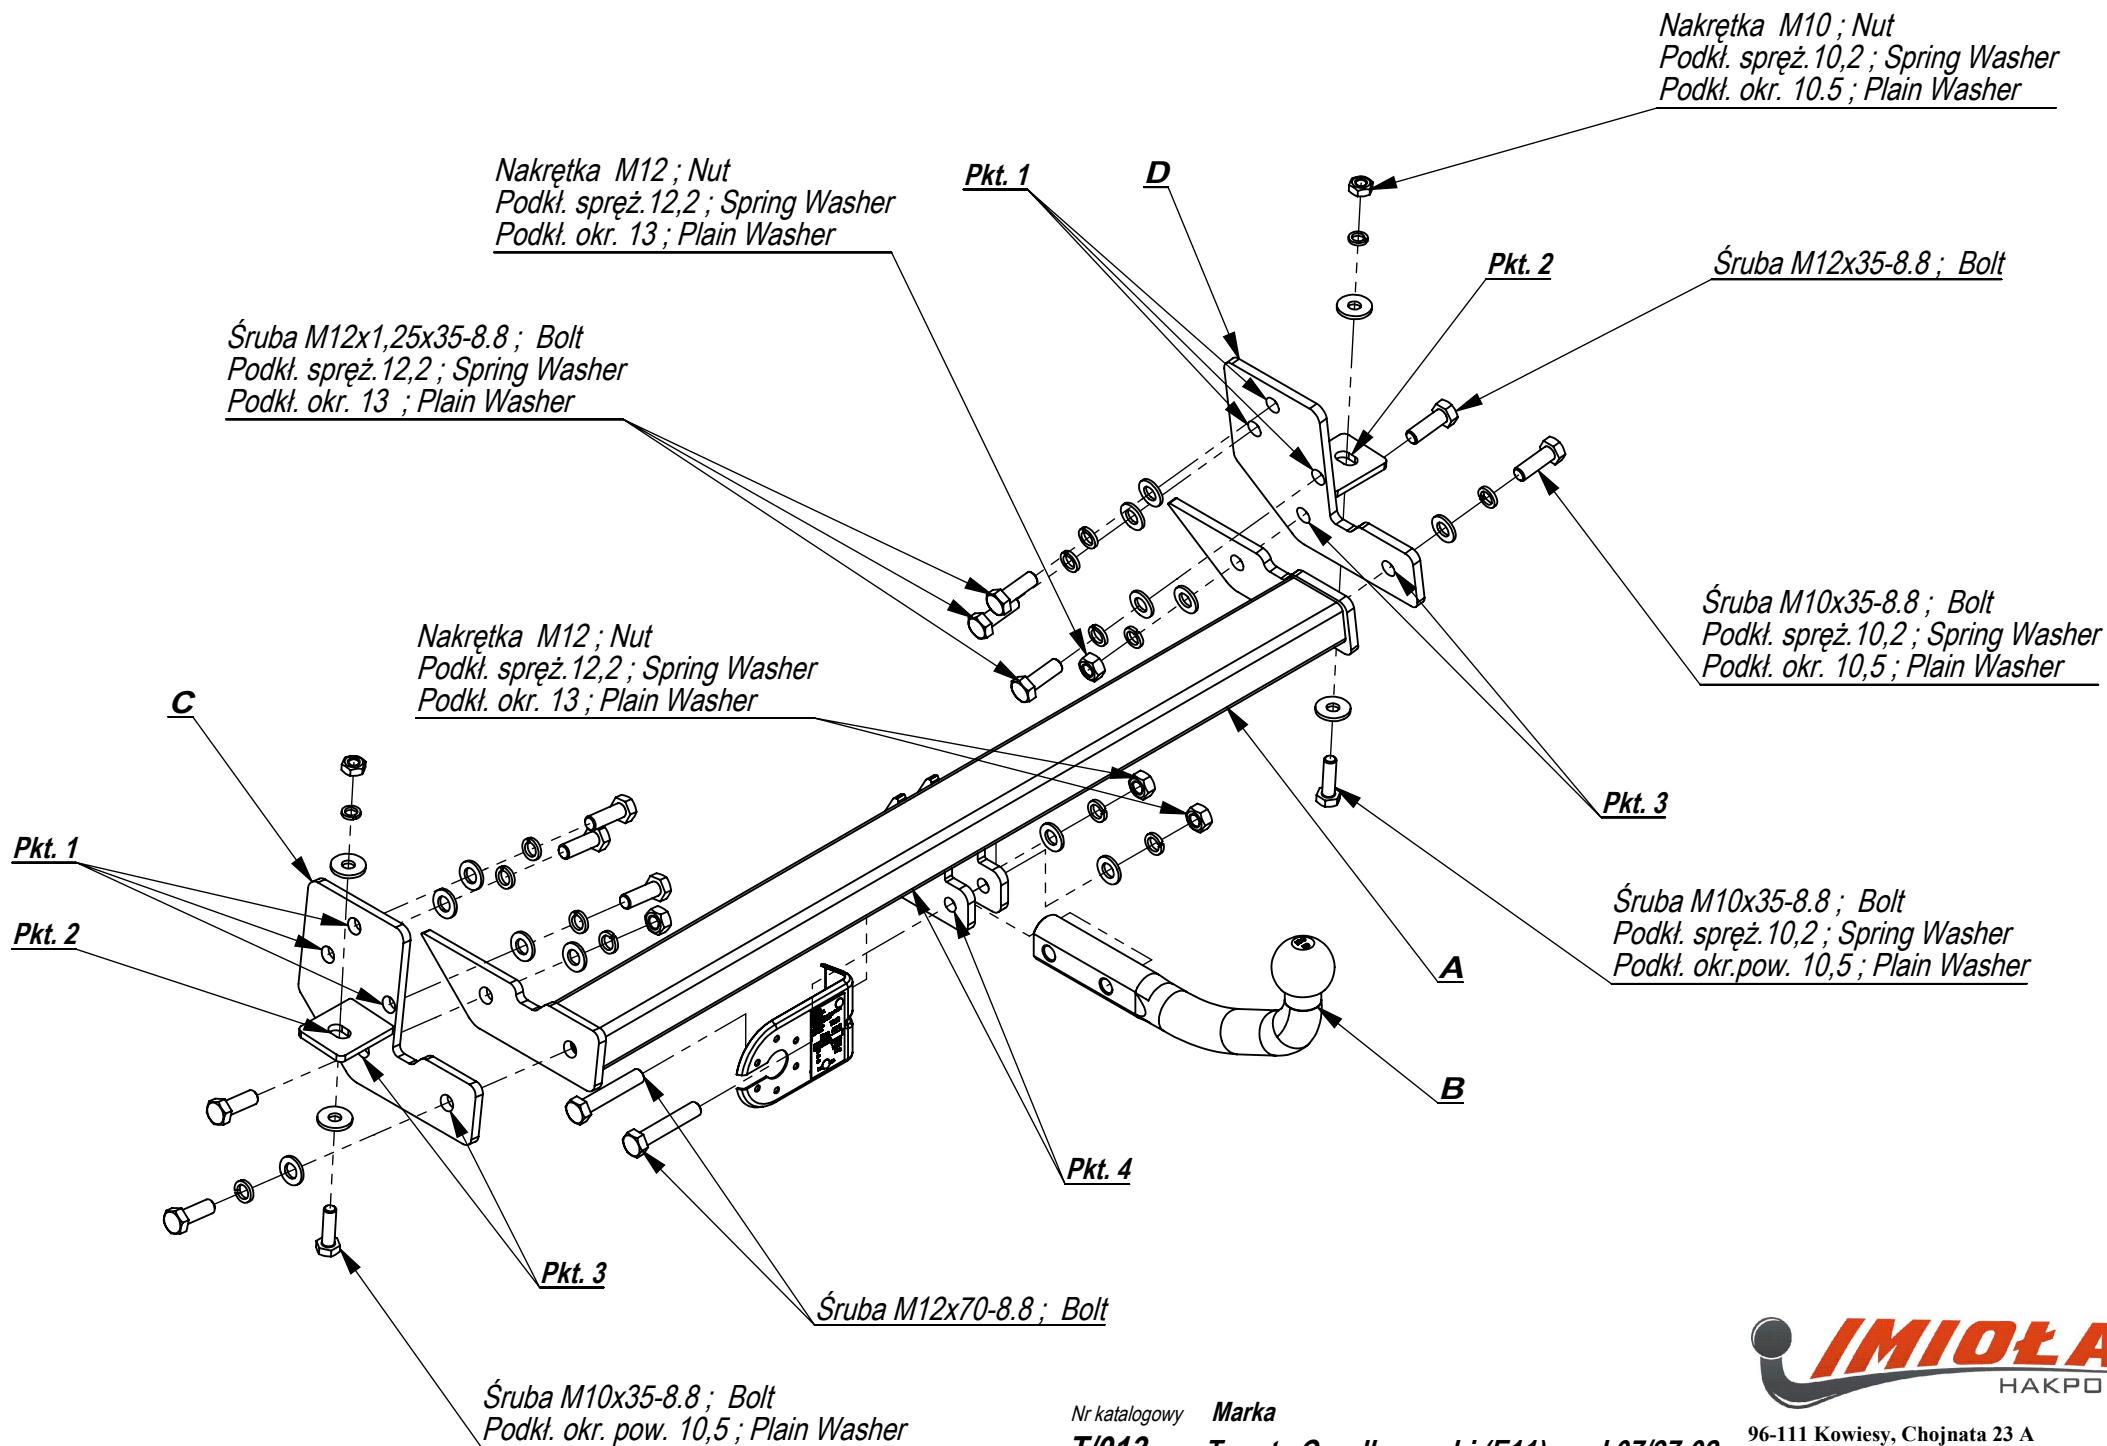 Nakrętka M10 ; Nut
Podkł. spręż.10,2 ; Spring Washer
Podkł. okr. 10.5 ; Plain Washer
Nakrętka M12 ; Nut
Podkł. spręż.12,2 ; Spring Washer
Podkł. okr. 13 ; Plain Washer
Pkt. 1
D
Pkt. 2
Śruba M12x35-8.8 ; Bolt
Śruba M12x1,25x35-8.8 ; Bolt
Podkł. spręż.12,2 ; Spring Washer
Podkł. okr. 13 ; Plain Washer
Śruba M10x35-8.8 ; Bolt
Podkł. spręż.10,2 ; Spring Washer
Podkł. okr. 10,5 ; Plain Washer
Nakrętka M12 ; Nut
Podkł. spręż.12,2 ; Spring Washer
Podkł. okr. 13 ; Plain Washer
C
Pkt. 3
Pkt. 1
Pkt. 2
Śruba M10x35-8.8 ; Bolt
Podkł. spręż.10,2 ; Spring Washer
Podkł. okr.pow. 10,5 ; Plain Washer
A
B
Pkt. 4
Pkt. 3
Śruba M12x70-8.8 ; Bolt
Śruba M10x35-8.8 ; Bolt
Podkł. okr. pow. 10,5 ; Plain Washer
Nr katalogowy Marka
IMIOŁA
HAKPO
96-111 Kowiesy, Chojnata 23 A